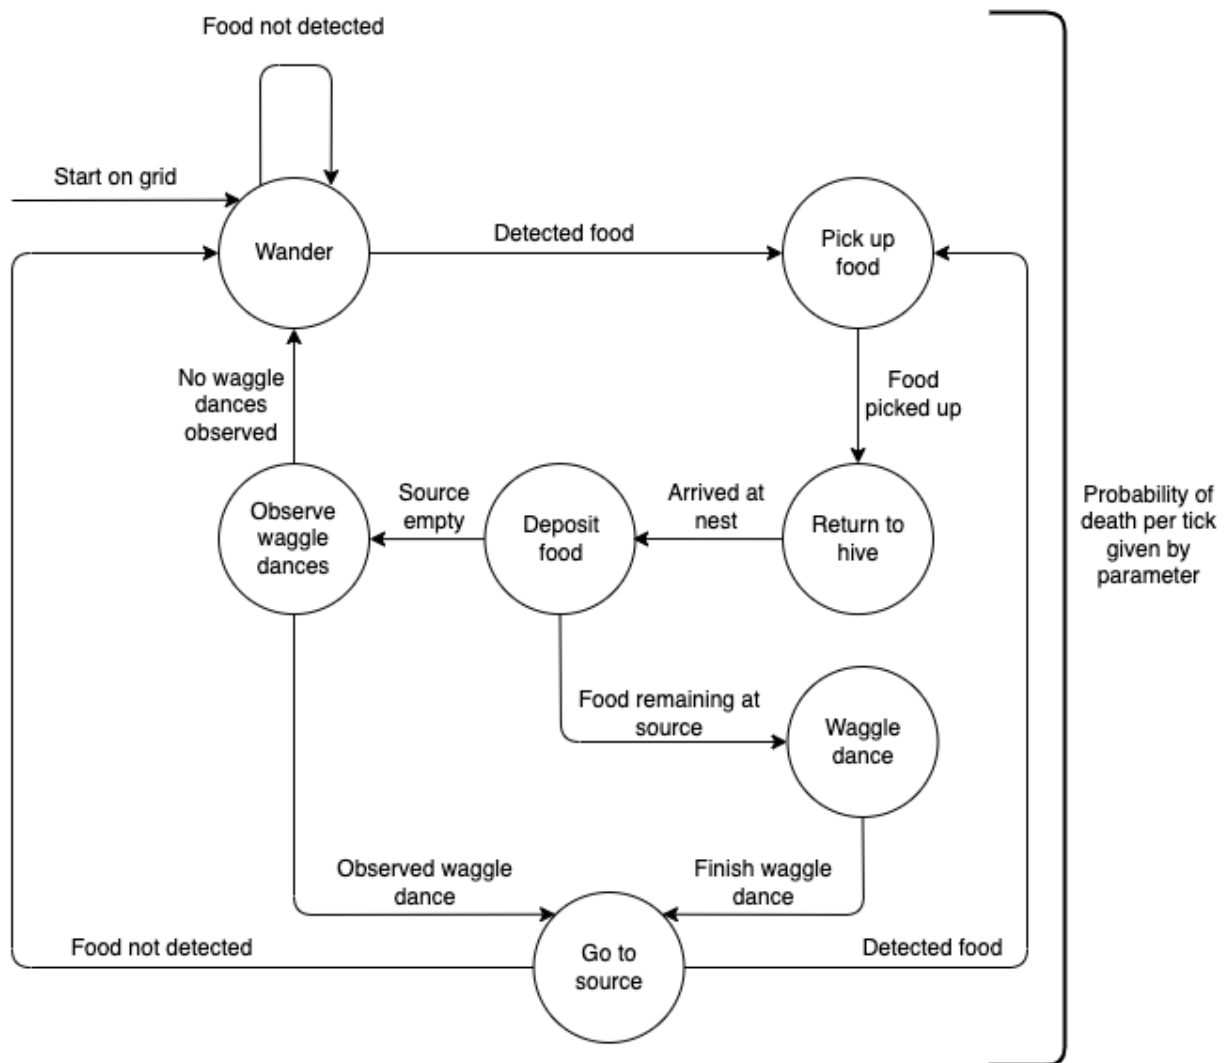 Food not detected
Start on grid
Wander
Detected food
Pick up
food
No waggle
dances
observed
Food
picked up
Observe
waggle
dances
Source
empty
Deposit
food
Arrived at
nest
Return to
hive
Probability of
death per tick
given by
parameter
Food remaining at
source
Waggle
dance
Observed waggle
dance
Finish waggle
dance
Food not detected
Go to
source
Detected food